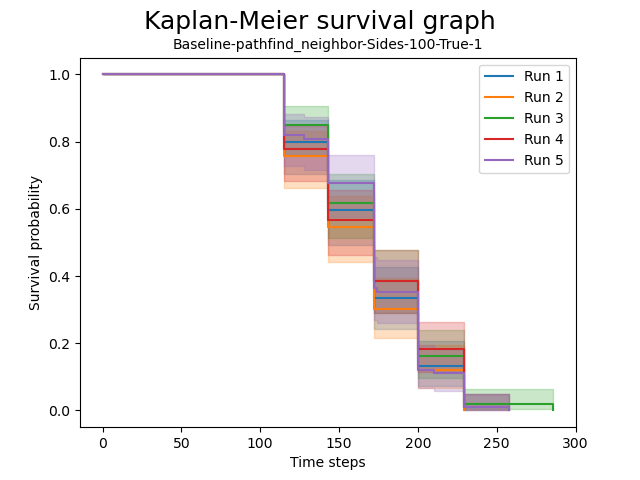 Kaplan-Meier survival graph
Baseline-pathfind_neighbor-Sides-100-True-1
1.0
0.8
0.6
0.4
0.2
0.0
Survival probability
Run 1
Run 2
Run 3
Run 4
Run 5
0
50
100
150
200
250
300
Time steps